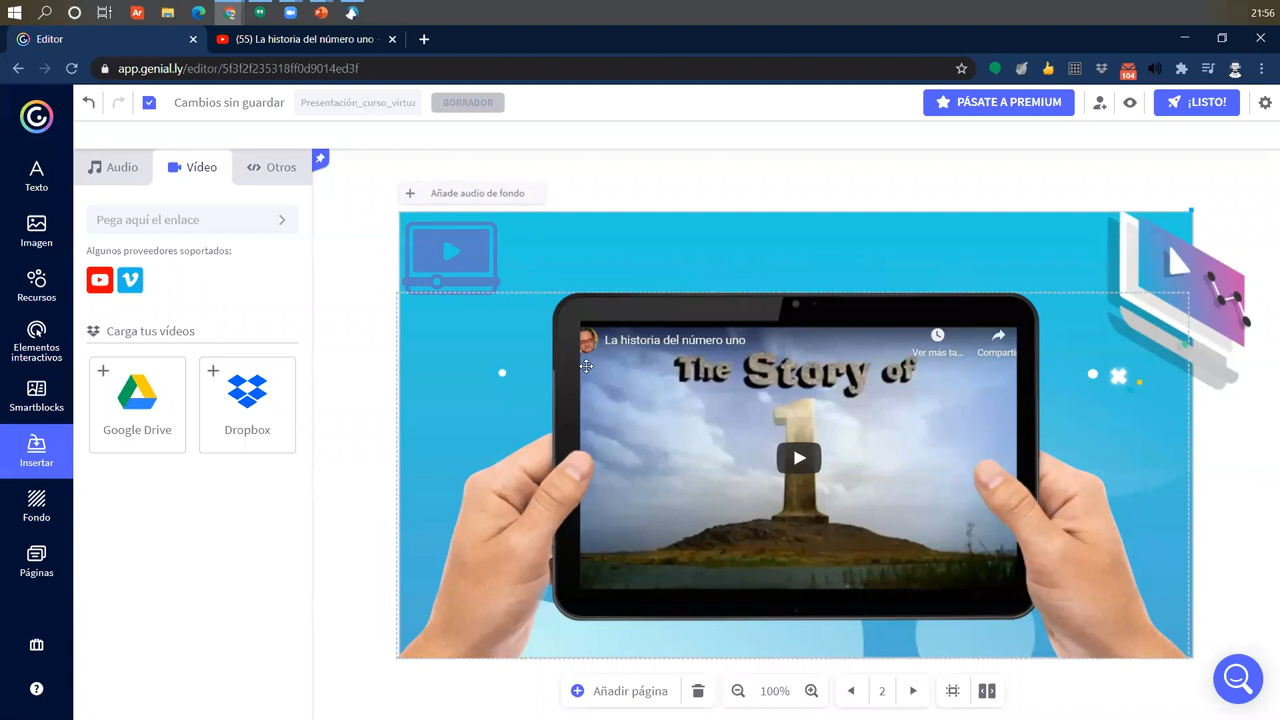 21:56
Editor
(55) La historia del número uno
app.genial.ly/editor/5f3f2f235318ff0d9014ed3f
104
Cambios sin guardar
Presentación_curso_virtua
BORRADOR
PÁSATE A PREMIUM
¡LISTO!
Texto
Imagen
Recursos
Elementos
interactivos
Smartblocks
Insertar
Fondo
Páginas
Audio
Vídeo
Otros
Pega aquí el enlace
Algunos proveedores soportados:
Carga tus vídeos
Google Drive
Dropbox
Añade audio de fondo
La historia del número uno
Ver más ta...
Comparti
The Story of
1
Añadir página
100%
2